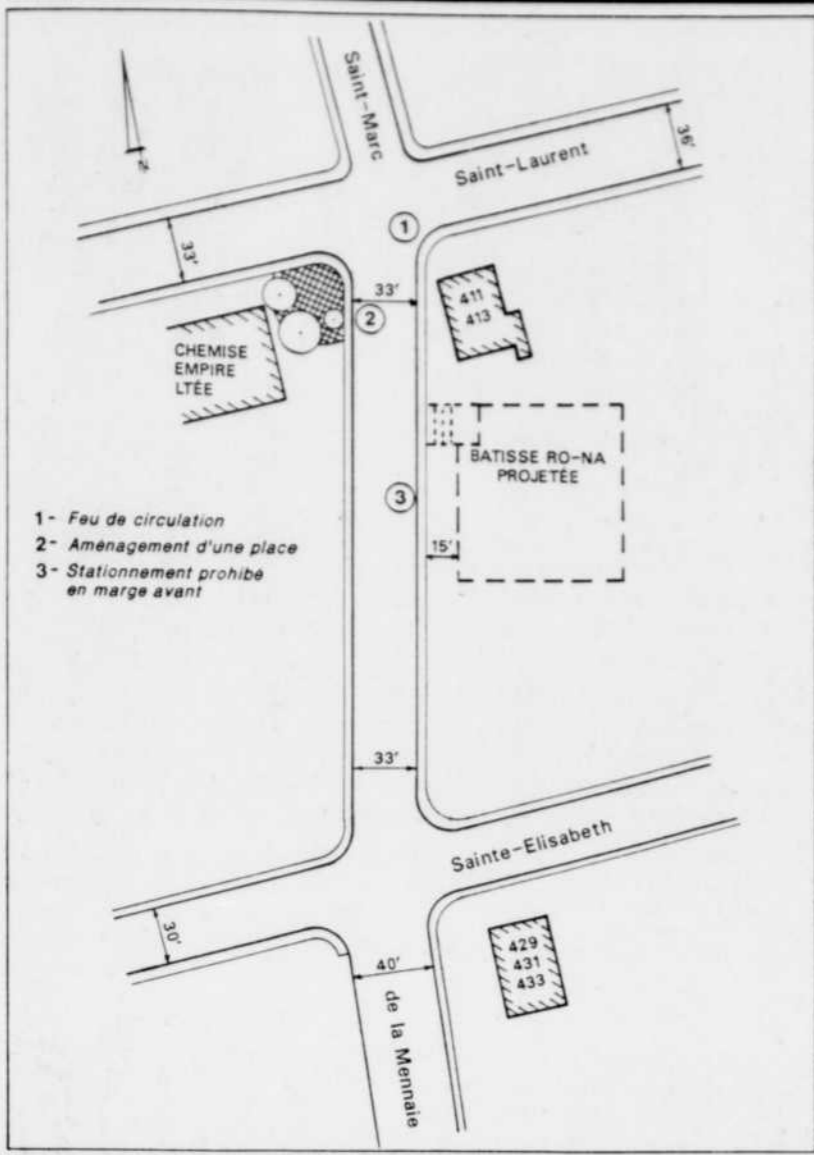 Saint-Marc
Saint-Laurent
36'
N
33'
1
33'
2
411
413
CHEMISE
EMPIRE
LTÉE
BATISSE RO-NA
PROJETÉE
3
15'
1- Feu de circulation
2- Aménagement d'une place
3- Stationnement prohibé
en marge avant
33'
Sainte-Elisabeth
30'
40'
429
431
433
de la Mennaie